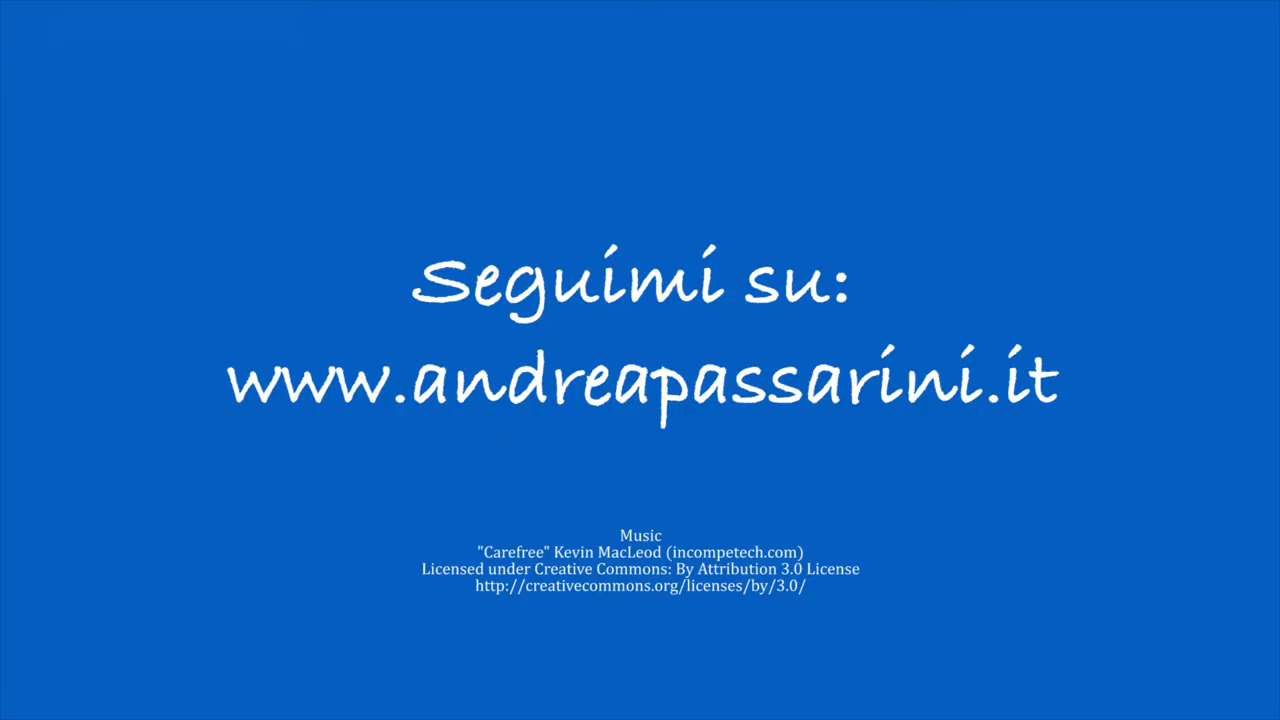 Seguimi su:
www.andreapassarini.it
Music
"Carefree" Kevin MacLeod (incompetech.com)
Licensed under Creative Commons: By Attribution 3.0 License
http://creativecommons.org/licenses/by/3.0/